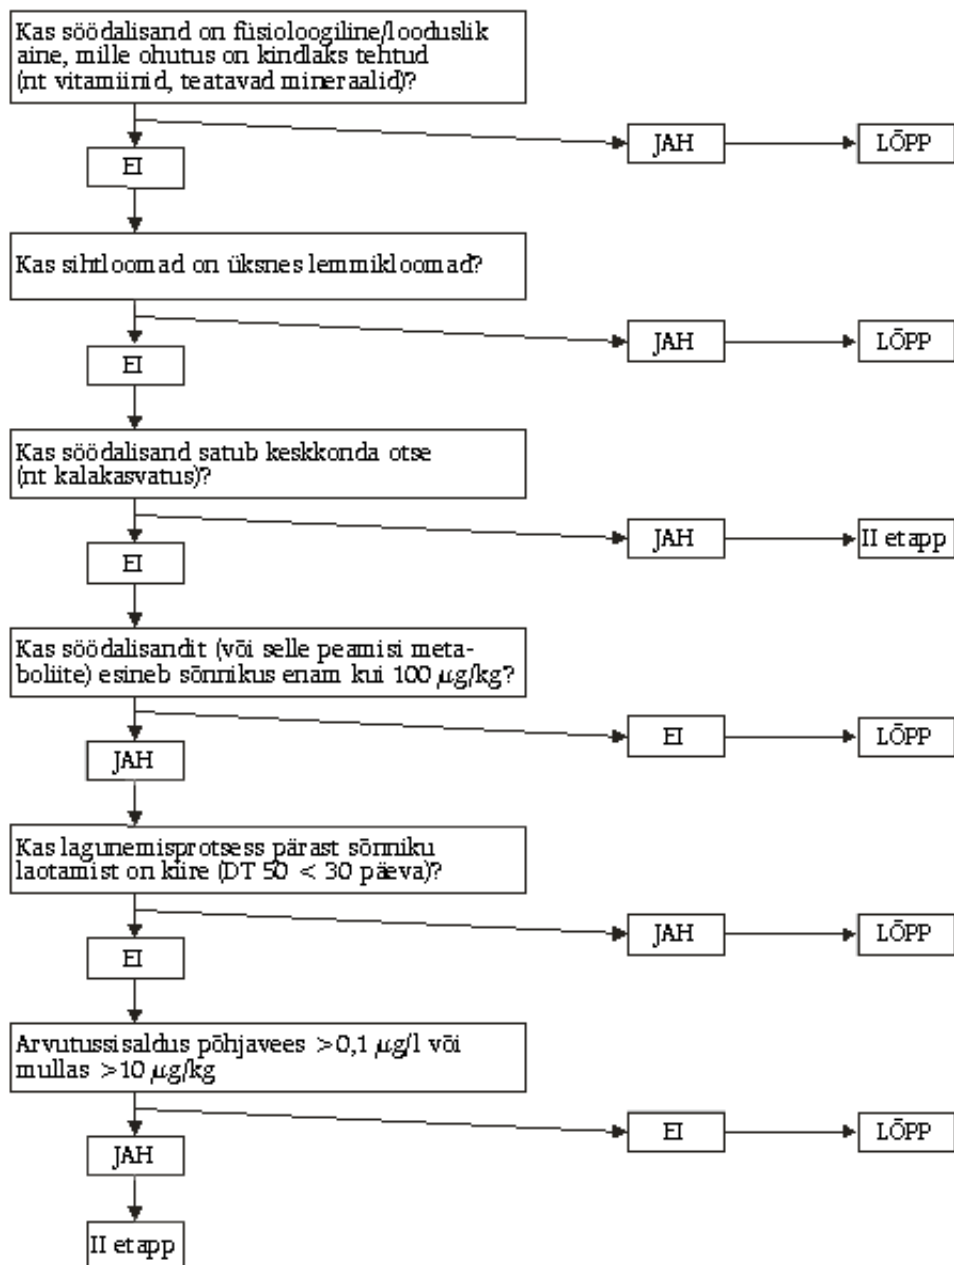 Kas söödalisand on füsioloogiline/looduslik
aine, mille ohutus on kindlaks tehtud
(nt vitamiinid, teatavad mineraalid)?
JAH
LÕPP
EI
Kas sihtloomad on üksnes lemmikloomad?
JAH
LÕPP
EI
Kas söödalisand satub keskkonda otse
(nt kalakasvatus)?
JAH
II etapp
EI
Kas söödalisandit (või selle peamisi meta-
boliite) esineb sõnnikus enam kui 100 µg/kg?
EI
LÕPP
JAH
Kas lagunemisprotsess pärast sõnniku
laotamist on kiire (DT 50 < 30 päeva)?
JAH
LÕPP
EI
Arvutussisaldus põhjavees >0,1 µg/l või
mullas >10 µg/kg
EI
LÕPP
JAH
II etapp